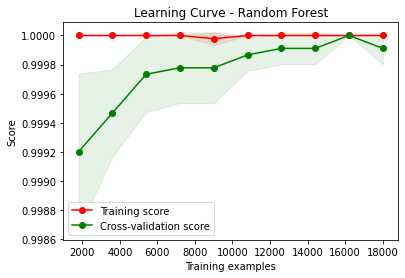 Learning Curve - Random Forest
1.0000
0.9998
0.9996
0.9994
0.9992
0.9990
0.9988
0.9986
Score
Training score
Cross-validation score
2000 4000 6000 8000 10000 12000 14000 16000 18000
Training examples